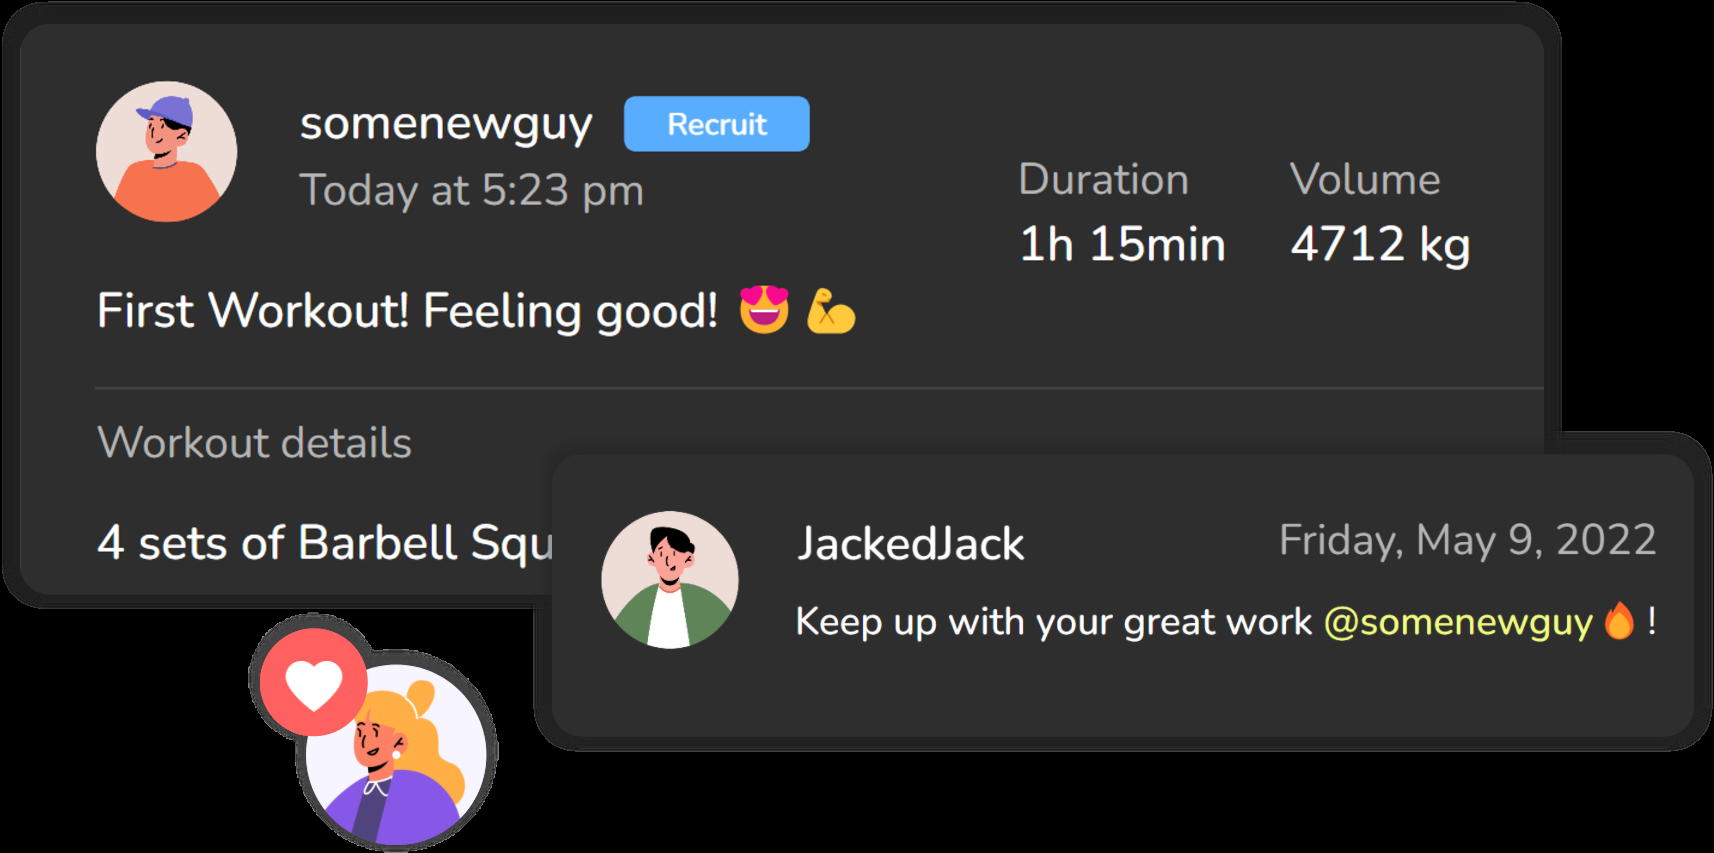 somenewguy Recruit
Today at 5:23 pm
Duration Volume
1h 15min 4712 kg
First Workout! Feeling good! 😍 💪
Workout details
4 sets of Barbell Squ
JackedJack Friday, May 9, 2022
Keep up with your great work @somenewguy 🔥 !